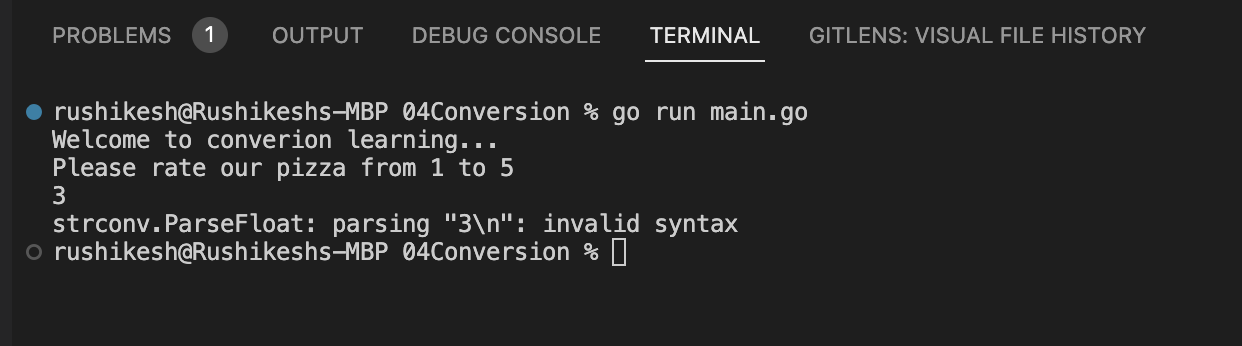 PROBLEMS 1 OUTPUT DEBUG CONSOLE TERMINAL GITLENS: VISUAL FILE HISTORY
rushikesh@Rushikeshs-MBP 04Conversion % go run main.go
Welcome to converion learning...
Please rate our pizza from 1 to 5
3
strconv.ParseFloat: parsing "3\n": invalid syntax
rushikesh@Rushikeshs-MBP 04Conversion %